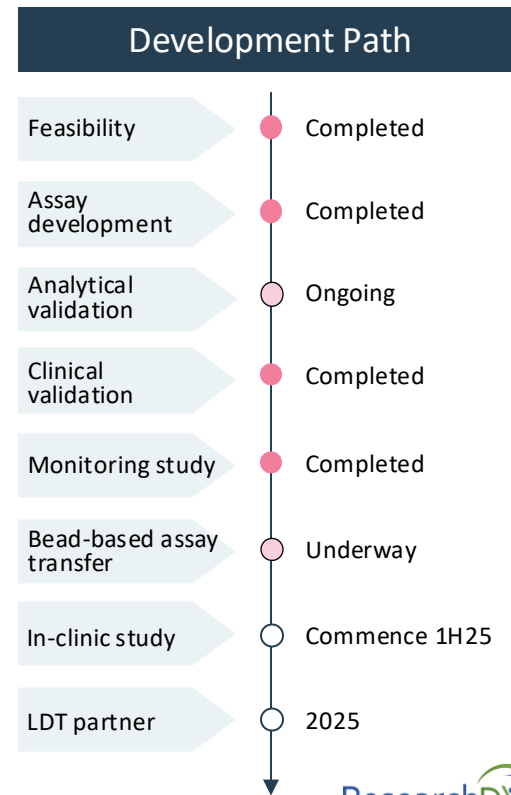 Development Path
Feasibility
Completed
Assay
development
Completed
Analytical
validation
Ongoing
Clinical
validation
Completed
Monitoring study
Completed
Bead-based assay
transfer
Underway
In-clinic study
Commence 1H25
LDT partner
2025